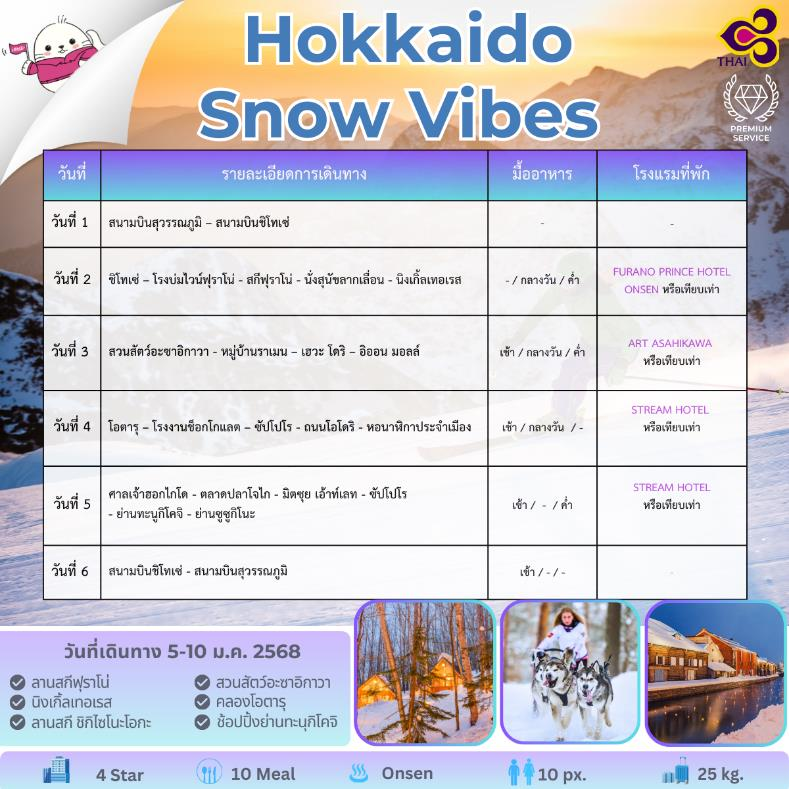 Hokkaido
Snow Vibes
THAI
PREMIUM
SERVICE
วันที่ รายละเอียดการเดินทาง มื้ออาหาร โรงแรมที่พัก
วันที่ 1 สนามบินสุวรรณภูมิ – สนามบินชิโทเซ่ - -
วันที่ 2 ชิโทเซ่ – โรงบ่มไวน์ฟุราโน่ - สกีฟุราโน่ - นั่งสุนัขลากเลื่อน - นิงเกิ้ลเทอเรส - / กลางวัน / ค่ำ FURANO PRINCE HOTEL
ONSEN หรือเทียบเท่า
วันที่ 3 สวนสัตว์อะซาฮิกาวา - หมู่บ้านราเมน – เฮวะ โดริ – อิออน มอลล์ เช้า / กลางวัน / ค่ำ ART ASAHIKAWA
หรือเทียบเท่า
วันที่ 4 โอตารุ – โรงงานช็อกโกแลต – ซัปโปโร - ถนนโอโดริ - หอนาฬิกาประจำเมือง เช้า / กลางวัน / - STREAM HOTEL
หรือเทียบเท่า
วันที่ 5 ศาลเจ้าฮอกไกโด - ตลาดปลาโจไก - มิตซุย เอ้าท์เลท - ซัปโปโร
- ย่านทะนูกิโคจิ - ย่านซูซูกิโนะ เช้า / - / ค่ำ STREAM HOTEL
หรือเทียบเท่า
วันที่ 6 สนามบินชิโทเซ่ - สนามบินสุวรรณภูมิ เช้า / - / - -
วันที่เดินทาง 5-10 ม.ค. 2568
ลานสกีฟุราโน่ สวนสัตว์อะซาฮิกาวา
นิงเกิ้ลเทอเรส คลองโอตารุ
ลานสกี ชิกิไซโนะโอกะ ช้อปปิ้งย่านทะนุกิโคจิ
4 Star 10 Meal Onsen 10 px. 25 kg.